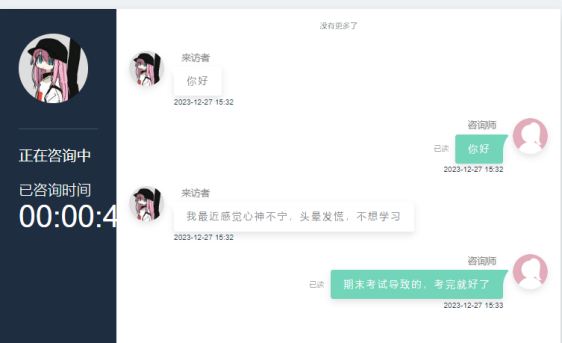 没有更多了
来访者
你好
2023-12-27 15:32
咨询师
已读
你好
2023-12-27 15:32
正在咨询中
已咨询时间
00:00:4
来访者
我最近感觉心神不宁，头晕发慌，不想学习
2023-12-27 15:32
咨询师
已读
期末考试导致的，考完就好了
2023-12-27 15:33